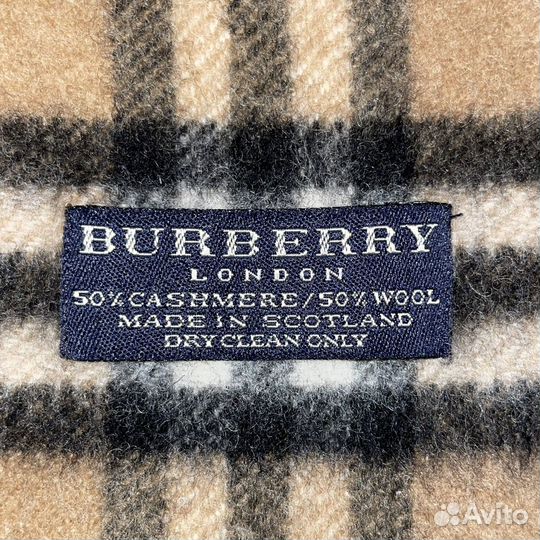 BURBERRY
LONDON
50% CASHMERE/50% WOOL
MADE IN SCOTLAND
DRY CLEAN ONLY
Avito